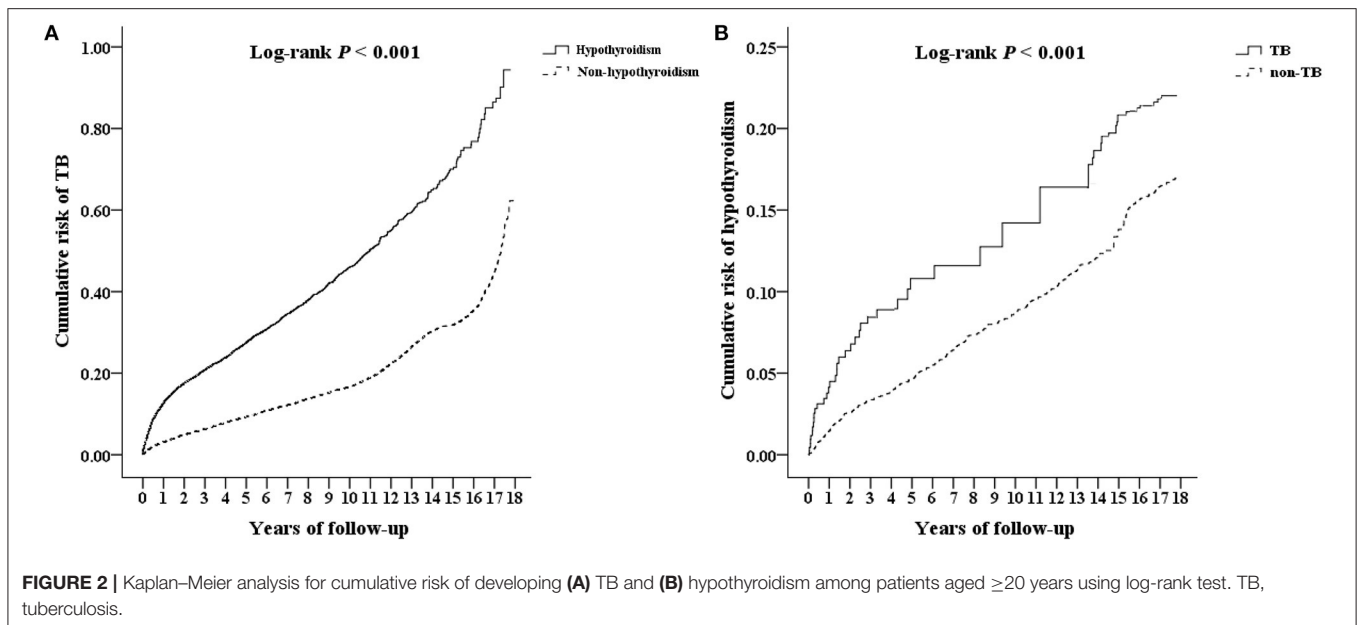 A
Log-rank P < 0.001
Hypothyroidism
Non-hypothyroidism
Cumulative risk of TB
1.00
0.80
0.60
0.40
0.20
0.00
0 1 2 3 4 5 6 7 8 9 10 11 12 13 14 15 16 17 18
Years of follow-up
B
Log-rank P < 0.001
TB
non-TB
Cumulative risk of hypothyroidism
0.25
0.20
0.15
0.10
0.05
0.00
0 1 2 3 4 5 6 7 8 9 10 11 12 13 14 15 16 17 18
Years of follow-up
FIGURE 2 | Kaplan–Meier analysis for cumulative risk of developing (A) TB and (B) hypothyroidism among patients aged ≥20 years using log-rank test. TB,
tuberculosis.